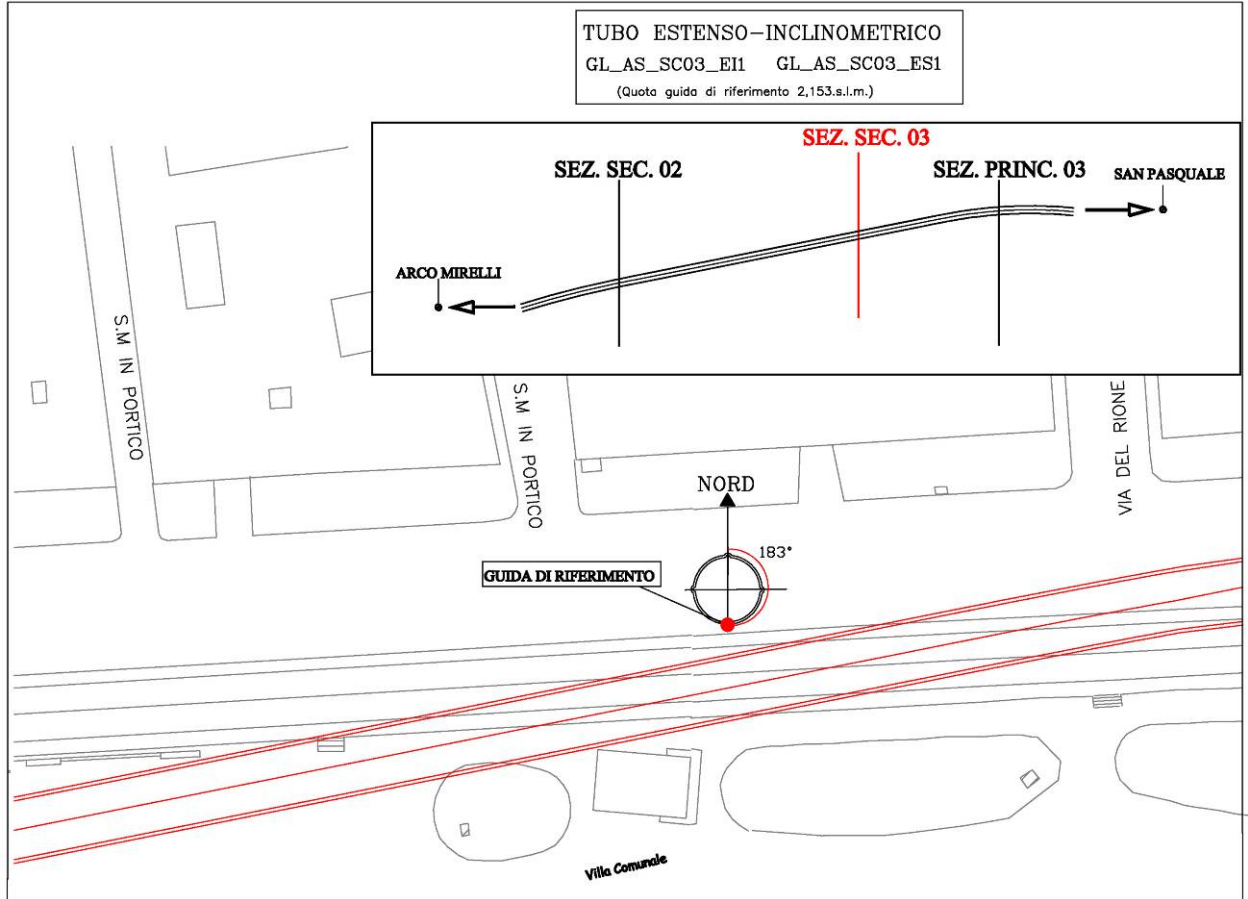 TUBO ESTENSO-INCLINOMETRICO
GL_AS_SC03_EI1 GL_AS_SC03_ES1
(Quota guida di riferimento 2,153.s.l.m.)
SEZ. SEC. 03
SEZ. SEC. 02
SEZ. PRINC. 03
SAN PASQUALE
ARCO MIRELLI
S.M IN PORTICO
S.M IN PORTICO
VIA DEL RIONE
NORD
183°
GUIDA DI RIFERIMENTO
Villa Comunale